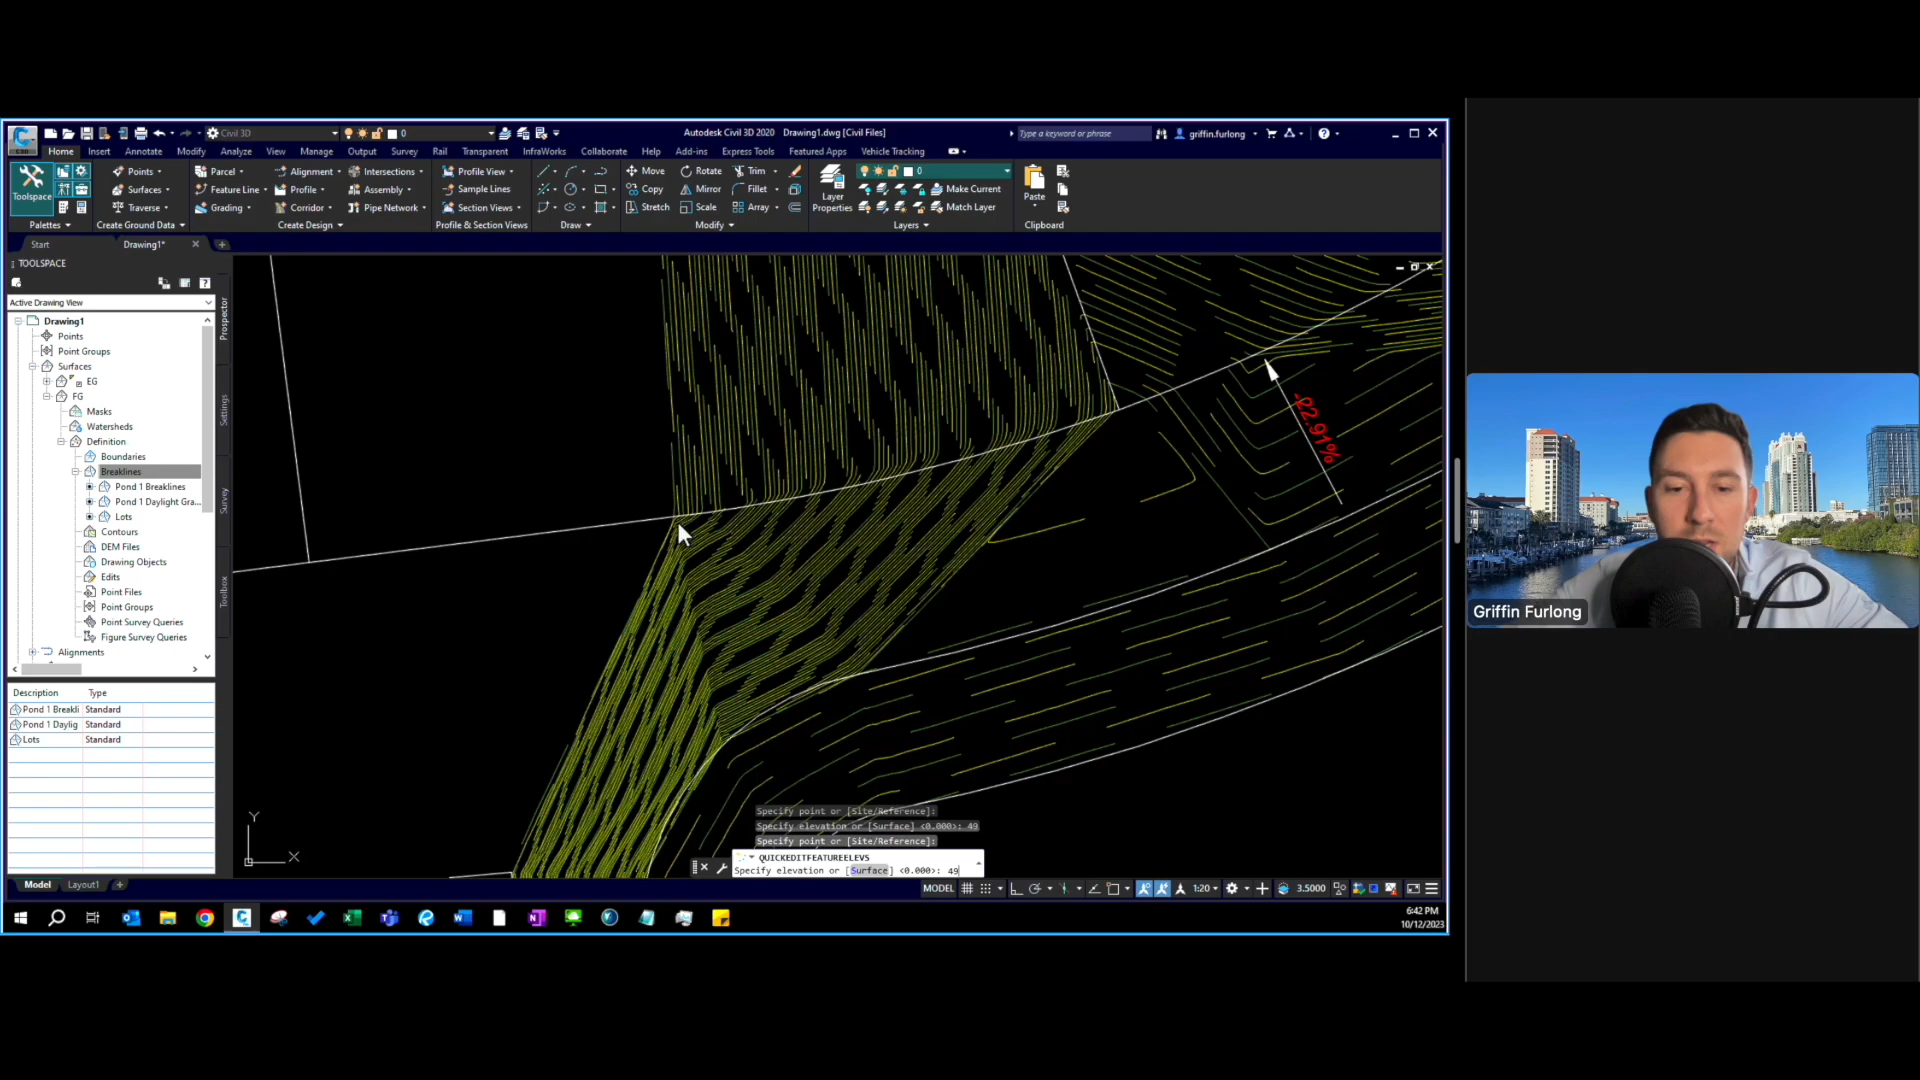 Civil 3D
0
Autodesk Civil 3D 2020 Drawing1.dwg [Civil Files]
Type a keyword or phrase
griffin.furlong
Home Insert Annotate Modify Analyze View Manage Output Survey Rail Transparent InfraWorks Collaborate Help Add-ins Express Tools Featured Apps Vehicle Tracking
Toolspace
Points
Surfaces
Traverse
Parcel
Feature Line
Grading
Alignment
Profile
Corridor
Intersections
Assembly
Pipe Network
Profile View
Sample Lines
Section Views
Move
Copy
Stretch
Rotate
Mirror
Scale
Trim
Fillet
Array
Layer
Properties
0
Make Current
Match Layer
Paste
Palettes
Create Ground Data
Create Design
Profile & Section Views
Draw
Modify
Layers
Clipboard
Start
Drawing1*
TOOLSPACE
Active Drawing View
Drawing1
Points
Point Groups
Surfaces
EG
FG
Masks
Watersheds
Definition
Boundaries
Breaklines
Pond 1 Breaklines
Pond 1 Daylight Gra...
Lots
Contours
DEM Files
Drawing Objects
Edits
Point Files
Point Groups
Point Survey Queries
Figure Survey Queries
Alignments
Prospector
Settings
Survey
Toolbox
Description Type
Pond 1 Breakli Standard
Pond 1 Daylig Standard
Lots Standard
-22.91%
Y
X
Specify point or [Site/Reference]:
Specify elevation or [Surface] <0.000>: 49
Specify point or [Site/Reference]:
QUICKEDITFEATUREELEVS
Specify elevation or [Surface] <0.000>: 49
Model
Layout1
MODEL
1:20
3.5000
6:42 PM
10/12/2023
Griffin Furlong